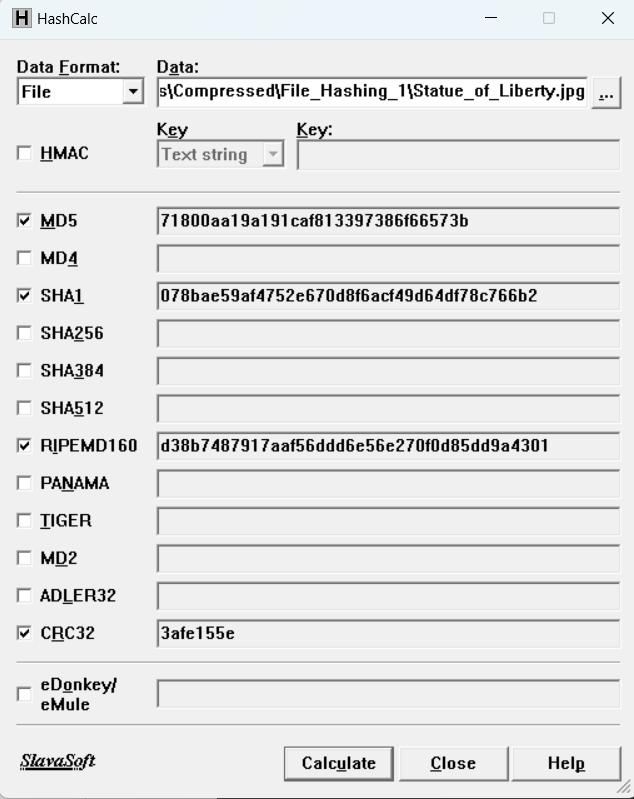 H HashCalc
Data Format: Data:
File s\Compressed\File_Hashing_1\Statue_of_Liberty.jpg ...
Key Key:
HMAC Text string
MD5 71800aa19a191caf813397386f66573b
MD4
SHA1 078bae59af4752e670d8f6acf49d64df78c766b2
SHA256
SHA384
SHA512
RIPEMD160 d38b7487917aaf56ddd6e56e270f0d85dd9a4301
PANAMA
TIGER
MD2
ADLER32
CRC32 3afe155e
eDonkey/
eMule
SlavaSoft Calculate Close Help